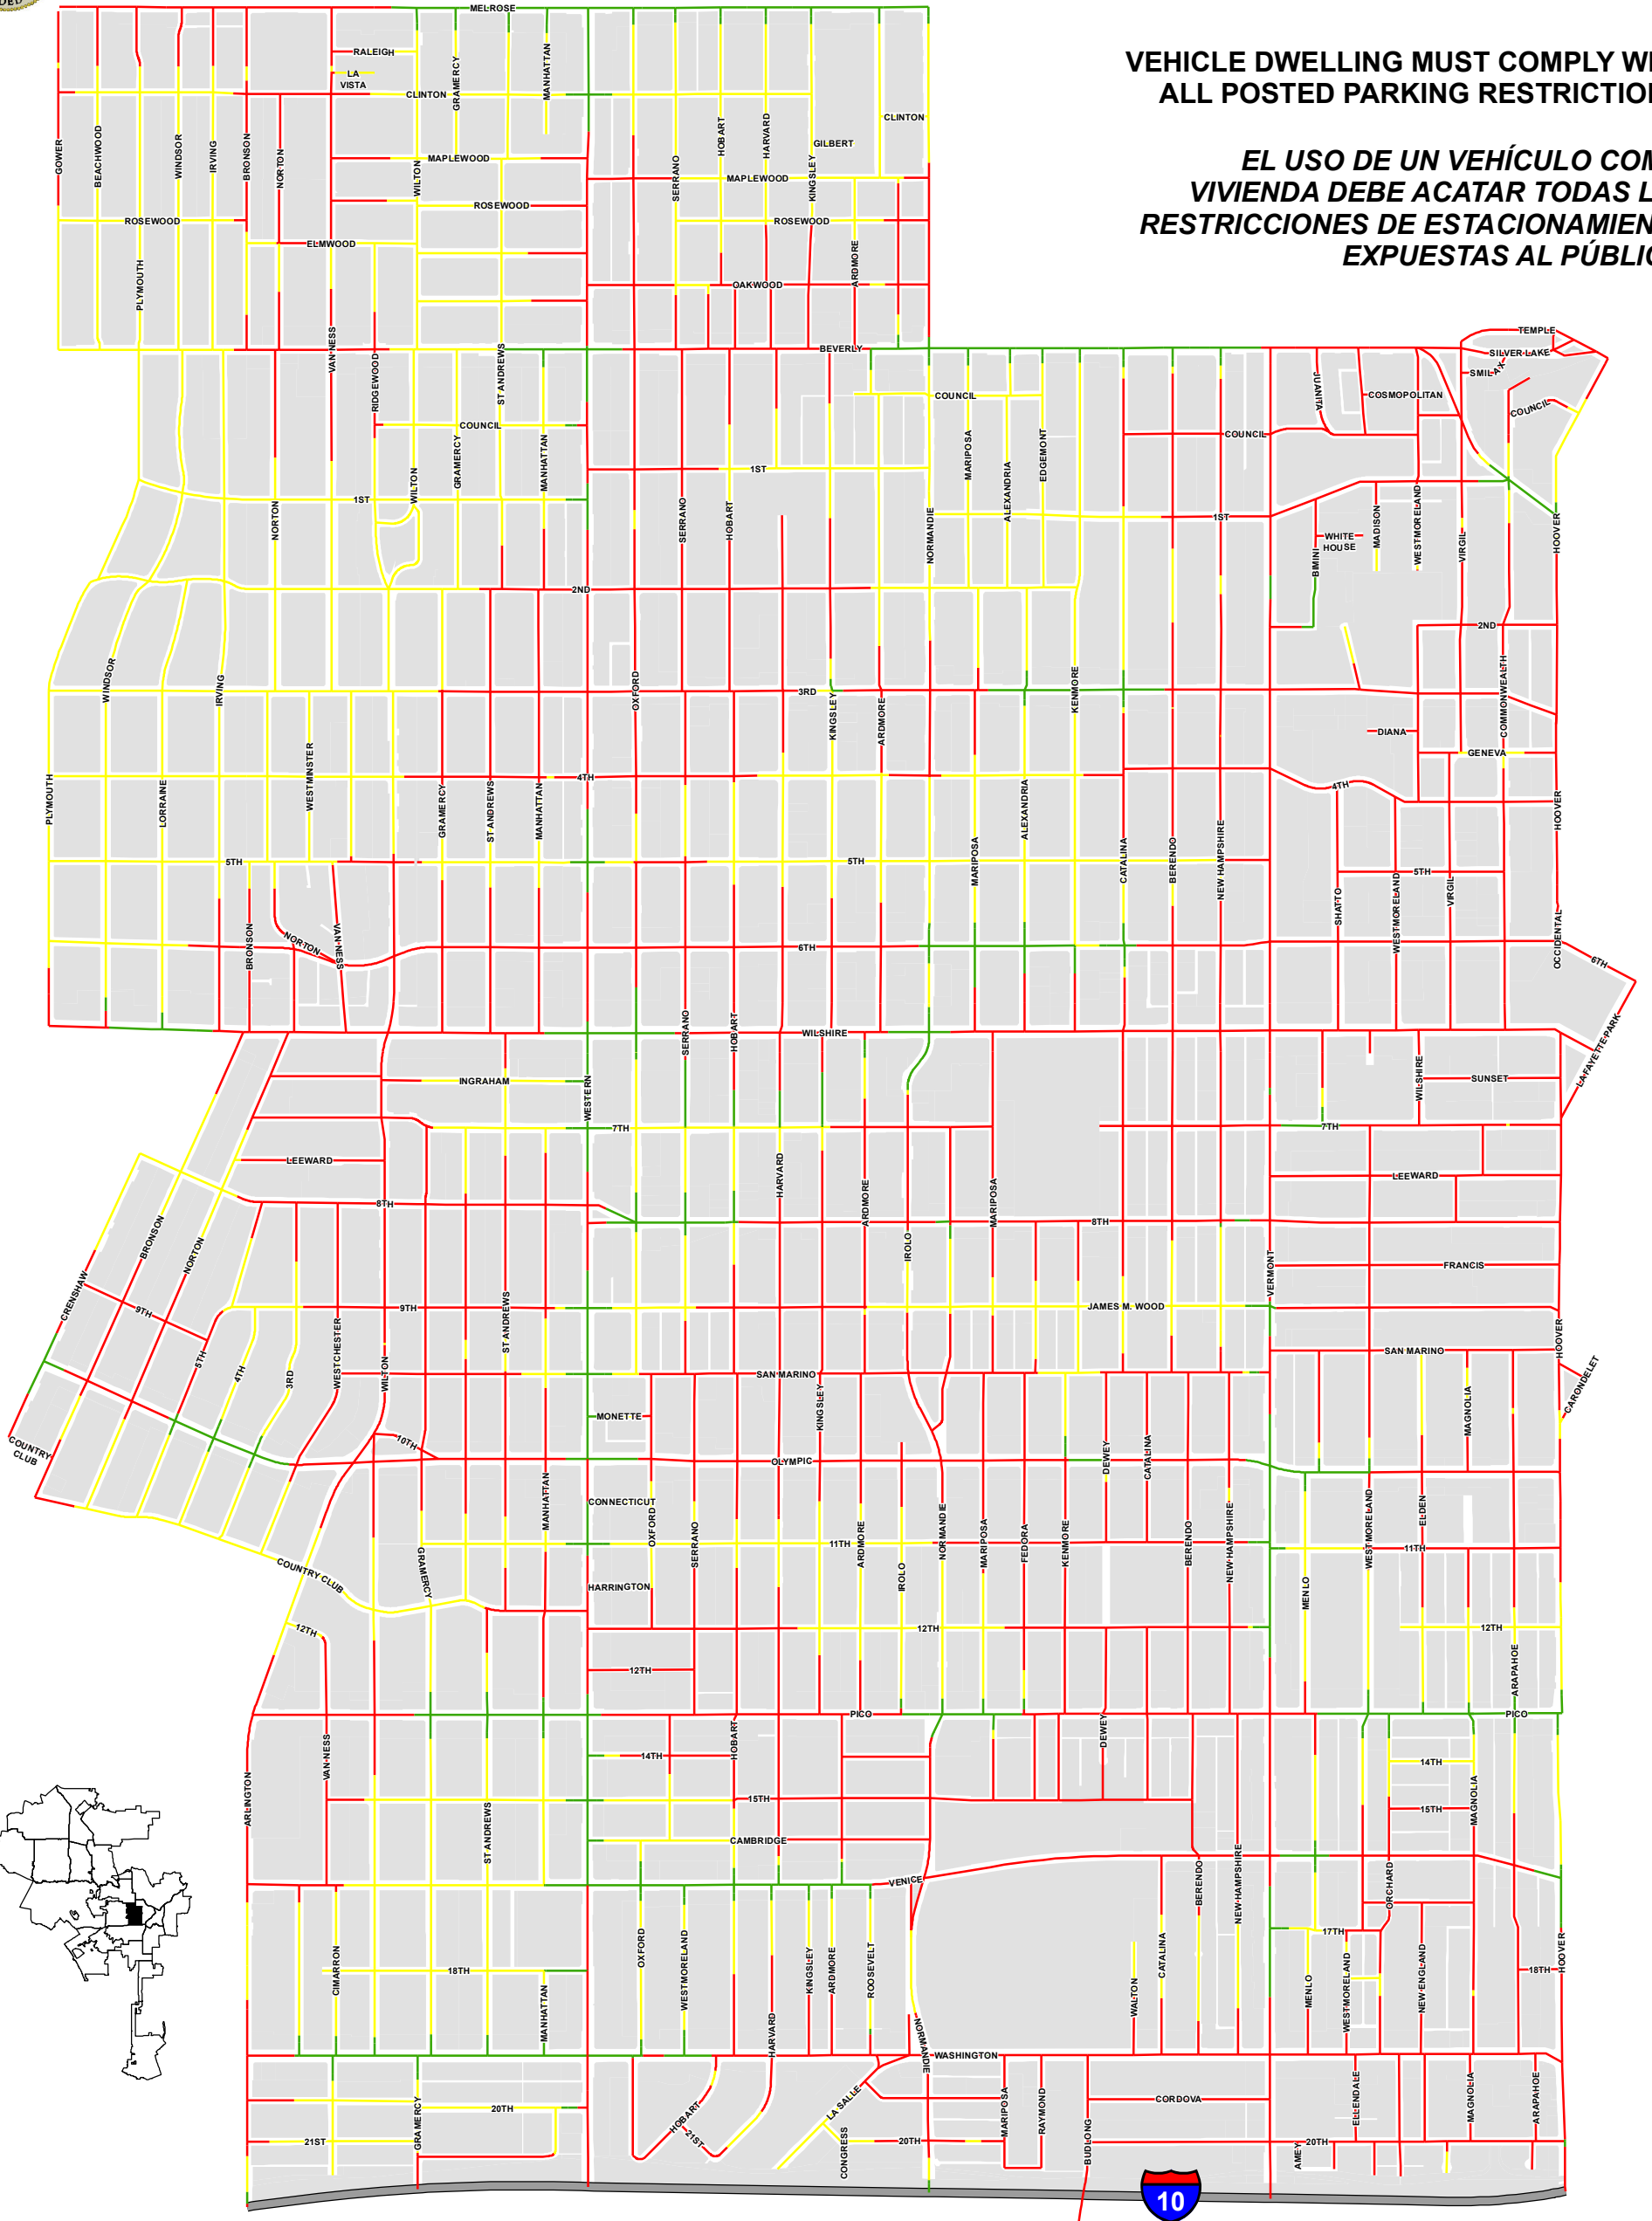 DED
MELROSE
VEHICLE DWELLING MUST COMPLY WI
ALL POSTED PARKING RESTRICTION
EL USO DE UN VEHÍCULO COM
VIVIENDA DEBE ACATAR TODAS L
RESTRICCIONES DE ESTACIONAMIEN
EXPUESTAS AL PÚBLIC
RALEIGH
LA
VISTA
CLINTON
GRAMERCY
MANHATTAN
CLINTON
GOWER
BEACHWOOD
WINDSOR
IRVING
BRONSON
NORTON
MAPLEWOOD
WILTON
SERRANO
HOBART
HARVARD
KINGSLEY
GILBERT
MAPLEWOOD
ROSEWOOD
ROSEWOOD
ROSEWOOD
ELMWOOD
PLYMOUTH
ARDMORE
OAKWOOD
VAN NESS
RIDGEWOOD
ST ANDREWS
BEVERLY
TEMPLE
SILVER LAKE
SMILAX
JUANITA
COSMOPOLITAN
COUNCIL
COUNCIL
COUNCIL
COUNCIL
GRAMERCY
MANHATTAN
WILTON
1ST
1ST
NORTON
SERRANO
HOBART
MARIPOSA
ALEXANDRIA
EDGEMONT
NORMANDIE
1ST
WHITE
HOUSE
BIMINI
MADISON
WESTMORELAND
VIRGIL
HOOVER
2ND
2ND
WINDSOR
IRVING
OXFORD
3RD
KINGSLEY
ARDMORE
KENMORE
COMMONWEALTH
DIANA
GENEVA
WESTMINSTER
PLYMOUTH
LORRAINE
4TH
4TH
GRAMERCY
ST ANDREWS
MANHATTAN
MARIPOSA
ALEXANDRIA
CATALINA
BERENDO
NEW HAMPSHIRE
HOOVER
5TH
5TH
5TH
SHATTO
WESTMORELAND
VIRGIL
BRONSON
NORTON
VAN NESS
6TH
OCCIDENTAL
6TH
LAFAYETTE PARK
SERRANO
HOBART
WILSHIRE
WILSHIRE
SUNSET
INGRAHAM
WESTERN
7TH
7TH
LEEWARD
LEEWARD
HARVARD
ARDMORE
MARIPOSA
8TH
8TH
BRONSON
NORTON
IROLO
VERMONT
FRANCIS
CRENSHAW
9TH
9TH
JAMES M. WOOD
ST ANDREWS
HOOVER
5TH
4TH
3RD
WESTCHESTER
WILTON
SAN MARINO
SAN MARINO
CARONDELET
KINGSLEY
MAGNOLIA
MONETTE
COUNTRY
CLUB
10TH
OLYMPIC
DEWEY
CATALINA
MANHATTAN
CONNECTICUT
OXFORD
SERRANO
ARDMORE
NORMANDIE
MARIPOSA
FEDORA
KENMORE
BERENDO
NEW HAMPSHIRE
WESTMORELAND
ELDEN
11TH
11TH
COUNTRY CLUB
GRAMERCY
HARRINGTON
IROLO
MENLO
12TH
12TH
12TH
12TH
ARAPAHOE
PICO
PICO
VAN NESS
HOBART
DEWEY
14TH
14TH
ARLINGTON
15TH
15TH
MAGNOLIA
ST ANDREWS
CAMBRIDGE
VENICE
BERENDO
NEW HAMPSHIRE
ORCHARD
17TH
OXFORD
WESTMORELAND
KINGSLEY
ARDMORE
ROOSEVELT
CATALINA
HOOVER
CIMARRON
18TH
18TH
MANHATTAN
WALTON
MENLO
WESTMORELAND
NEW ENGLAND
HARVARD
NORMANDIE
WASHINGTON
GRAMERCY
20TH
21ST
HOBART
21ST
LA SALLE
CONGRESS
20TH
MARIPOSA
RAYMOND
BUDLONG
CORDOVA
AMEY
20TH
ELLENDALE
MAGNOLIA
ARAPAHOE
10